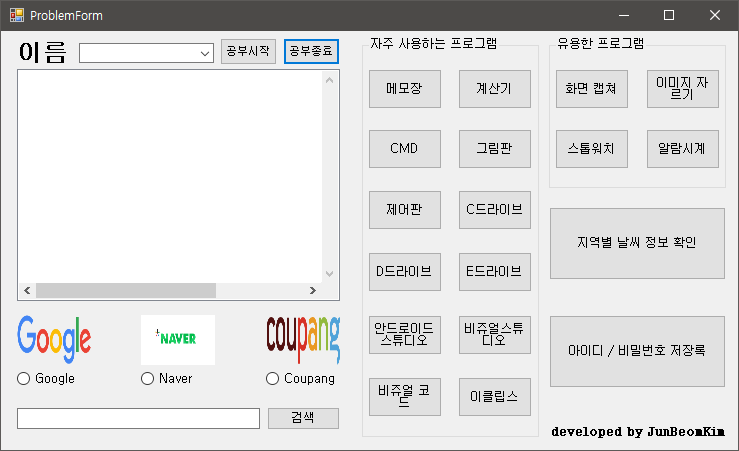 ProblemForm
이름
공부시작
공부종료
자주 사용하는 프로그램
메모장
계산기
CMD
그림판
제어판
C드라이브
D드라이브
E드라이브
안드로이드
스튜디오
비쥬얼스튜
디오
비쥬얼 코
드
이클립스
유용한 프로그램
화면 캡쳐
이미지 자
르기
스톱워치
알람시계
지역별 날씨 정보 확인
아이디 / 비밀번호 저장록
Google
NAVER
coupang
Google
Naver
Coupang
검색
developed by JunBeomKim